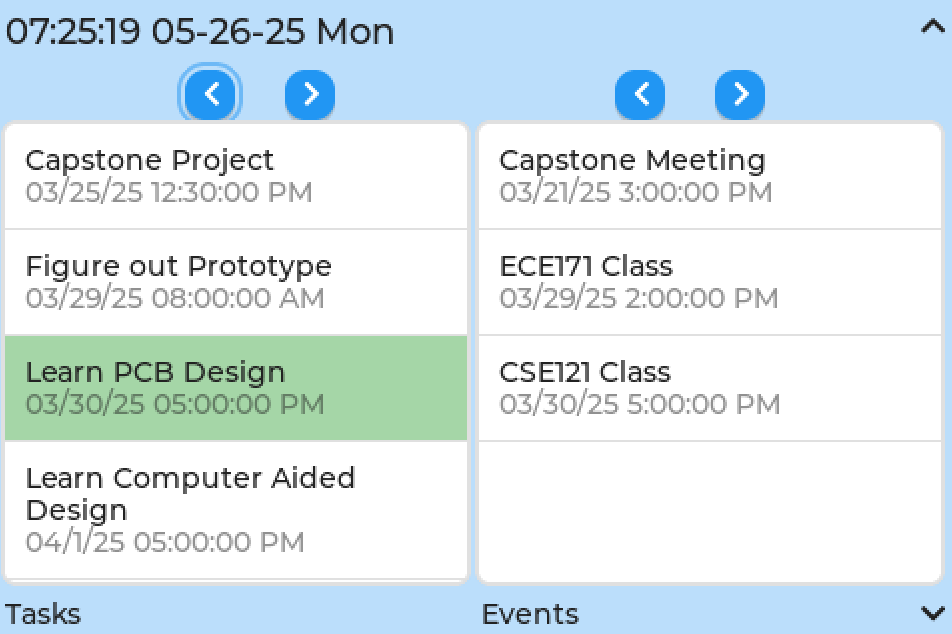 07:25:19 05-26-25 Mon
Capstone Project
03/25/25 12:30:00 PM
Figure out Prototype
03/29/25 08:00:00 AM
Learn PCB Design
03/30/25 05:00:00 PM
Learn Computer Aided
Design
04/1/25 05:00:00 PM
Tasks
Capstone Meeting
03/21/25 3:00:00 PM
ECE171 Class
03/29/25 2:00:00 PM
CSE121 Class
03/30/25 5:00:00 PM
Events